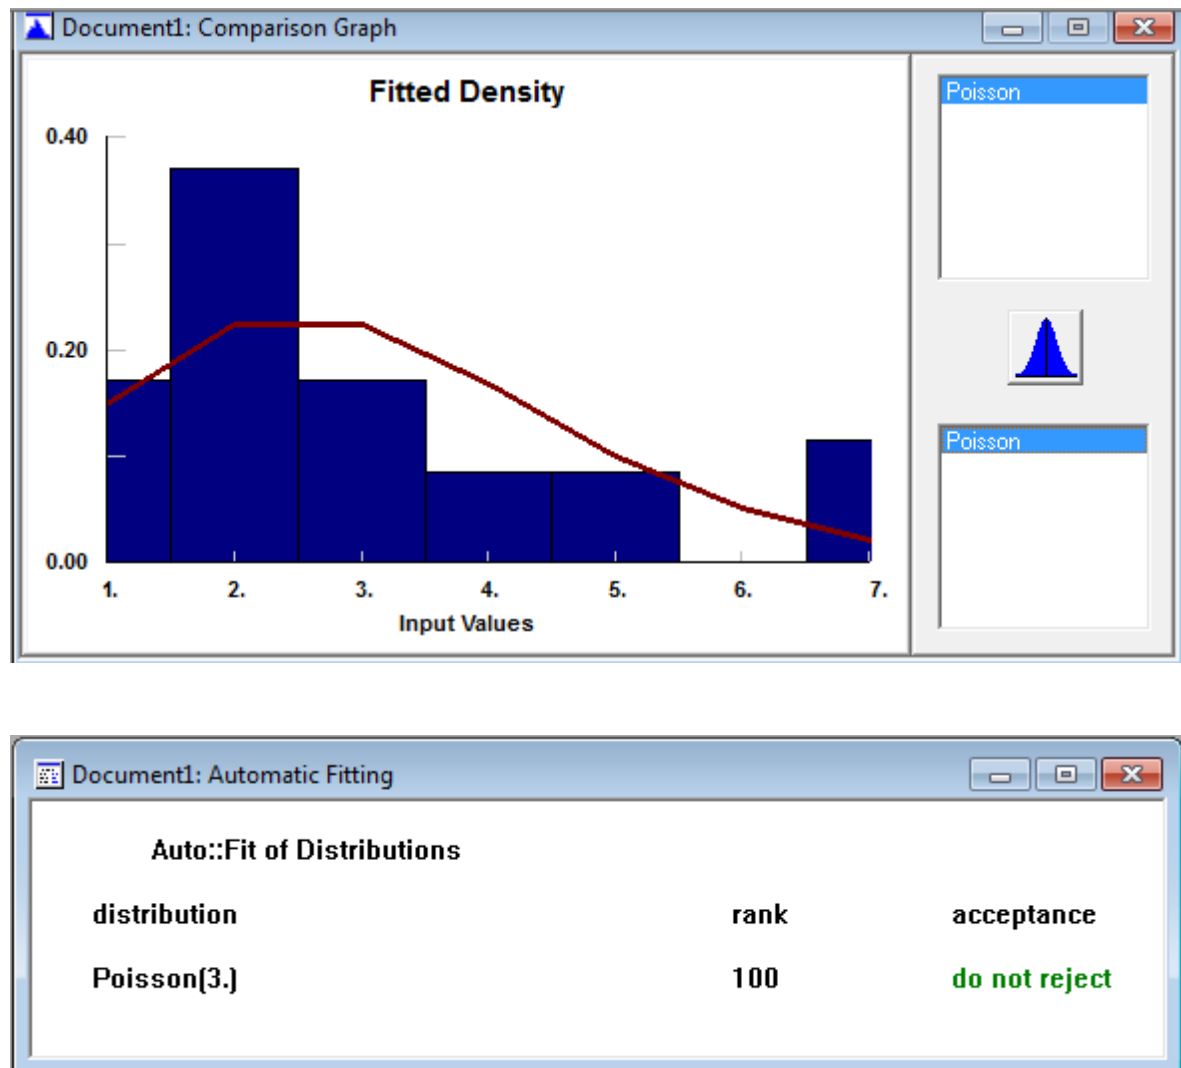 Document1: Comparison Graph
Fitted Density
Poisson
0.40
0.20
0.00
1. 2. 3. 4. 5. 6. 7.
Input Values
Poisson
Document1: Automatic Fitting
Auto::Fit of Distributions
distribution rank acceptance
Poisson(3.) 100 do not reject